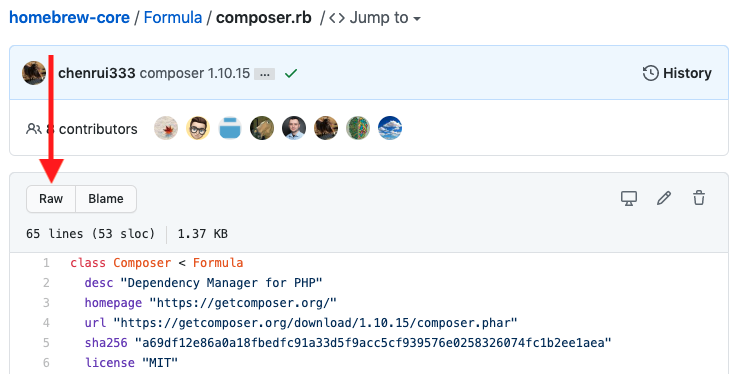 homebrew-core / Formula / composer.rb / <> Jump to
chenrui333 composer 1.10.15 ... History
8 contributors
Raw Blame
65 lines (53 sloc) 1.37 KB
1 class Composer < Formula
2 desc "Dependency Manager for PHP"
3 homepage "https://getcomposer.org/"
4 url "https://getcomposer.org/download/1.10.15/composer.phar"
5 sha256 "a69df12e86a0a18fbedfc91a33d5f9acc5cf939576e0258326074fc1b2ee1aea"
6 license "MIT"